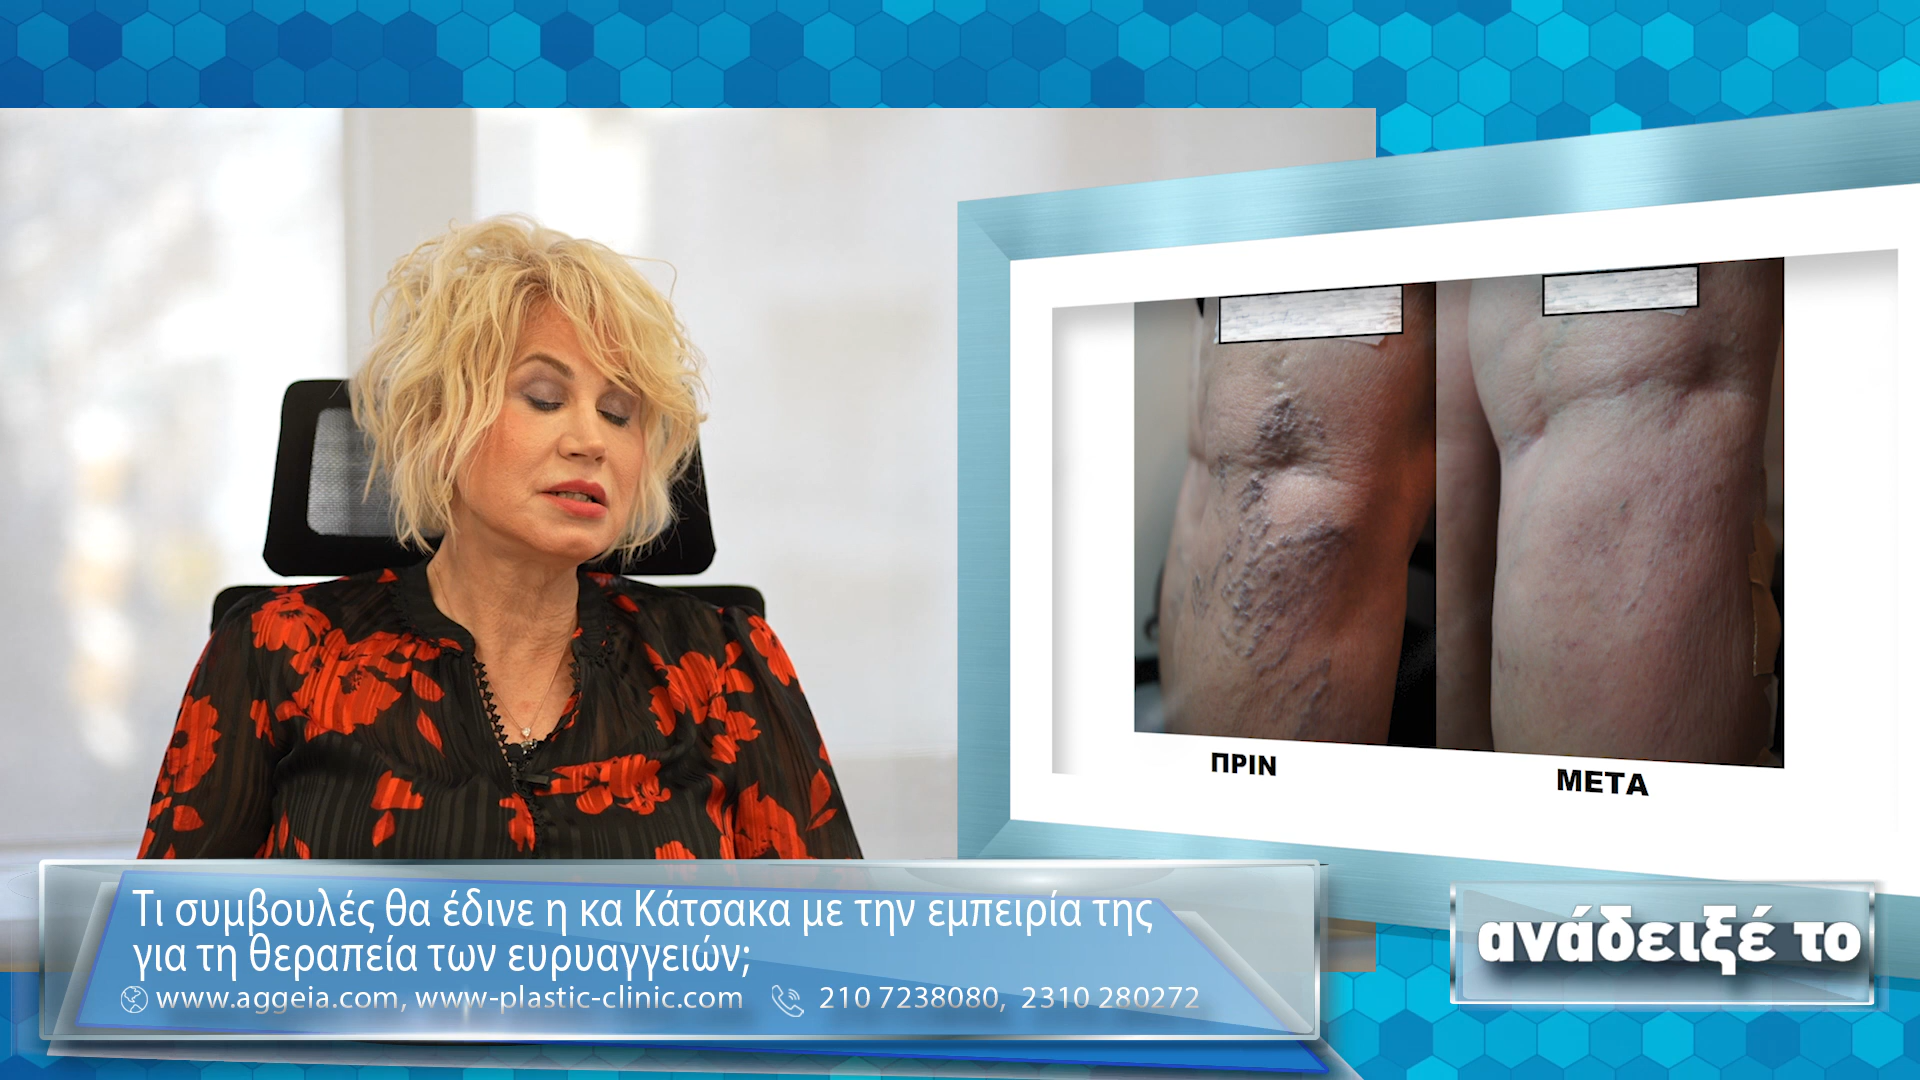 ΠΡΙΝ
ΜΕΤΑ
Τι συμβουλές θα έδινε η κα Κάτσακα με την εμπειρία της
για τη θεραπεία των ευρυαγγειών;
www.aggeia.com, www-plastic-clinic.com 210 7238080, 2310 280272
ανάδειξέ το